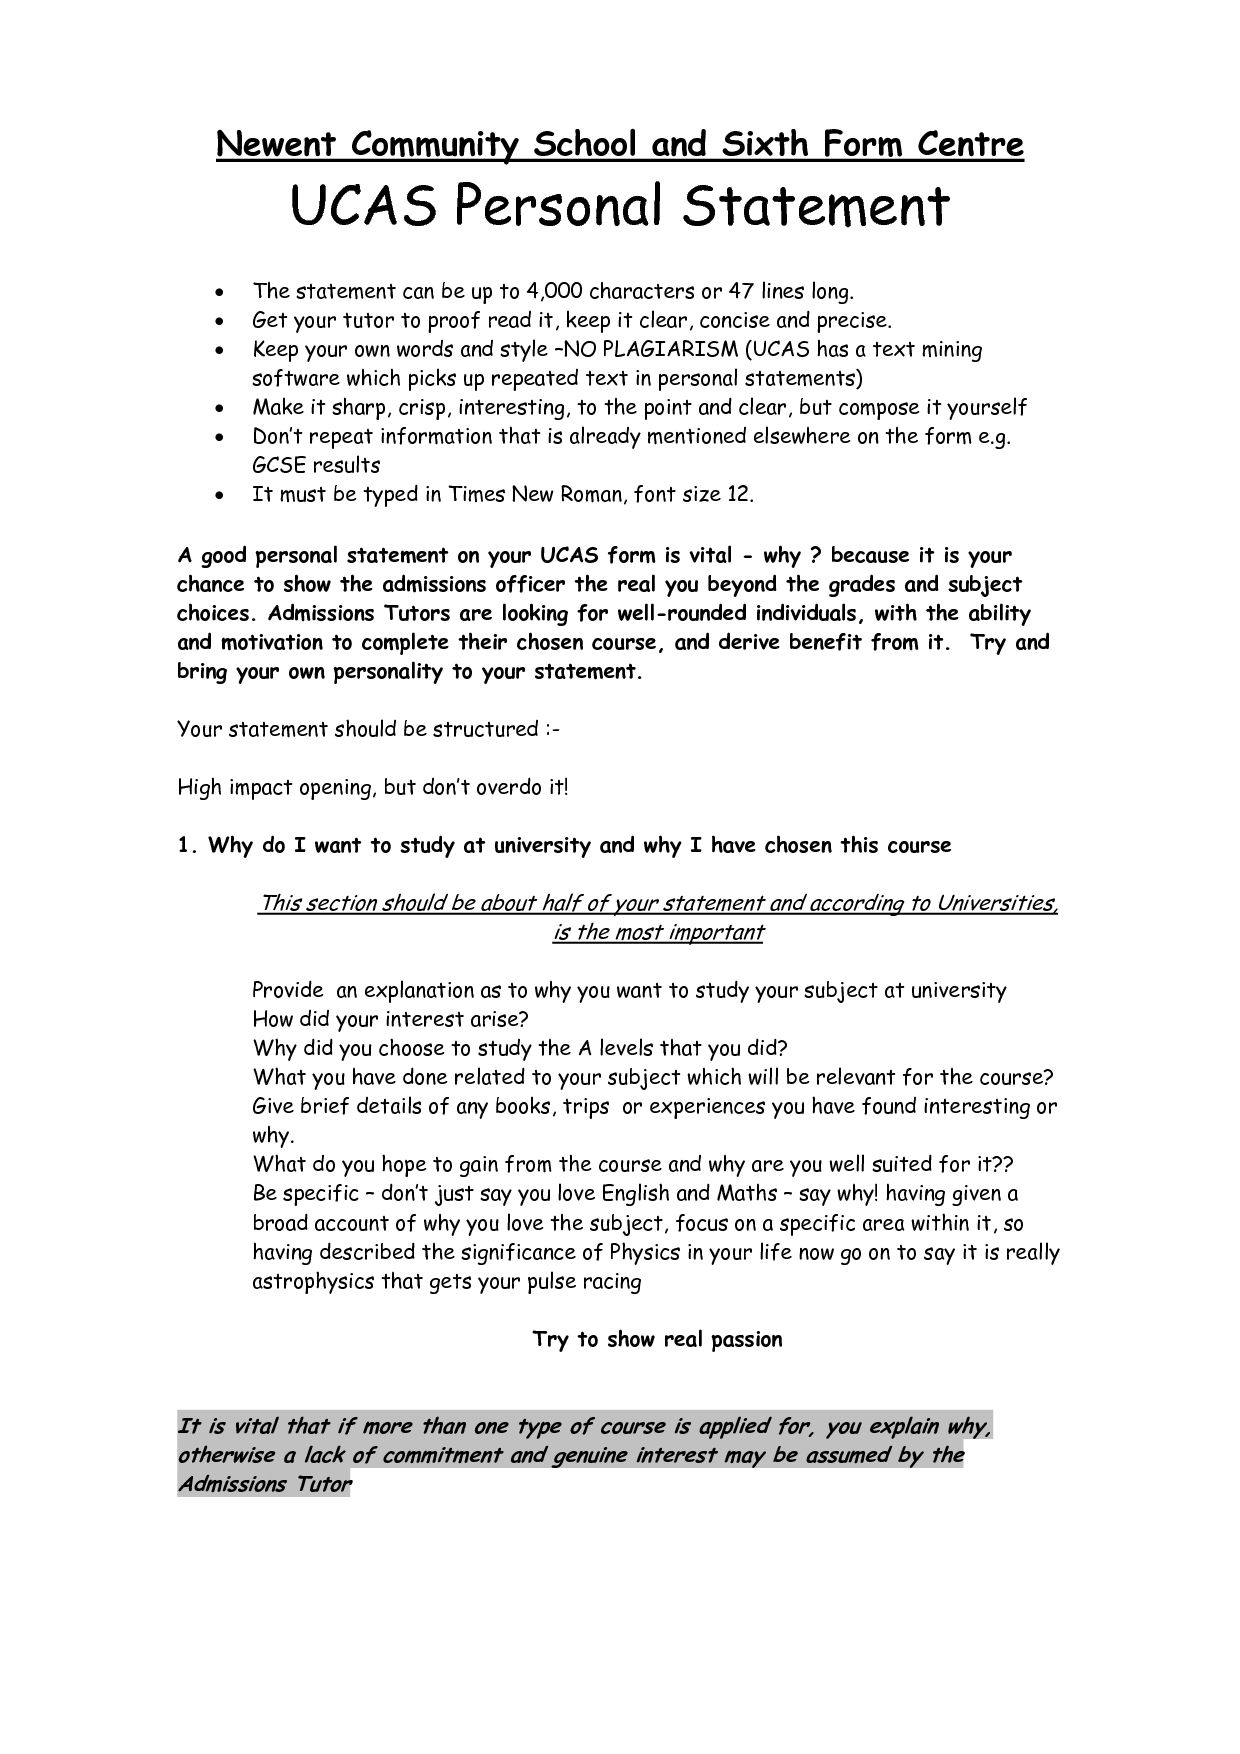 Newent Community School and Sixth Form Centre
UCAS Personal Statement
• The statement can be up to 4,000 characters or 47 lines long.
• Get your tutor to proof read it, keep it clear, concise and precise.
• Keep your own words and style –NO PLAGIARISM (UCAS has a text mining
software which picks up repeated text in personal statements)
• Make it sharp, crisp, interesting, to the point and clear, but compose it yourself
• Don't repeat information that is already mentioned elsewhere on the form e.g.
GCSE results
• It must be typed in Times New Roman, font size 12.
A good personal statement on your UCAS form is vital - why ? because it is your
chance to show the admissions officer the real you beyond the grades and subject
choices. Admissions Tutors are looking for well-rounded individuals, with the ability
and motivation to complete their chosen course, and derive benefit from it.  Try and
bring your own personality to your statement.
Your statement should be structured :-
High impact opening, but don't overdo it!
1. Why do I want to study at university and why I have chosen this course
This section should be about half of your statement and according to Universities,
is the most important
Provide  an explanation as to why you want to study your subject at university
How did your interest arise?
Why did you choose to study the A levels that you did?
What you have done related to your subject which will be relevant for the course?
Give brief details of any books, trips  or experiences you have found interesting or
why.
What do you hope to gain from the course and why are you well suited for it??
Be specific – don't just say you love English and Maths – say why! having given a
broad account of why you love the subject, focus on a specific area within it, so
having described the significance of Physics in your life now go on to say it is really
astrophysics that gets your pulse racing
Try to show real passion
It is vital that if more than one type of course is applied for, you explain why,
otherwise a lack of commitment and genuine interest may be assumed by the
Admissions Tutor